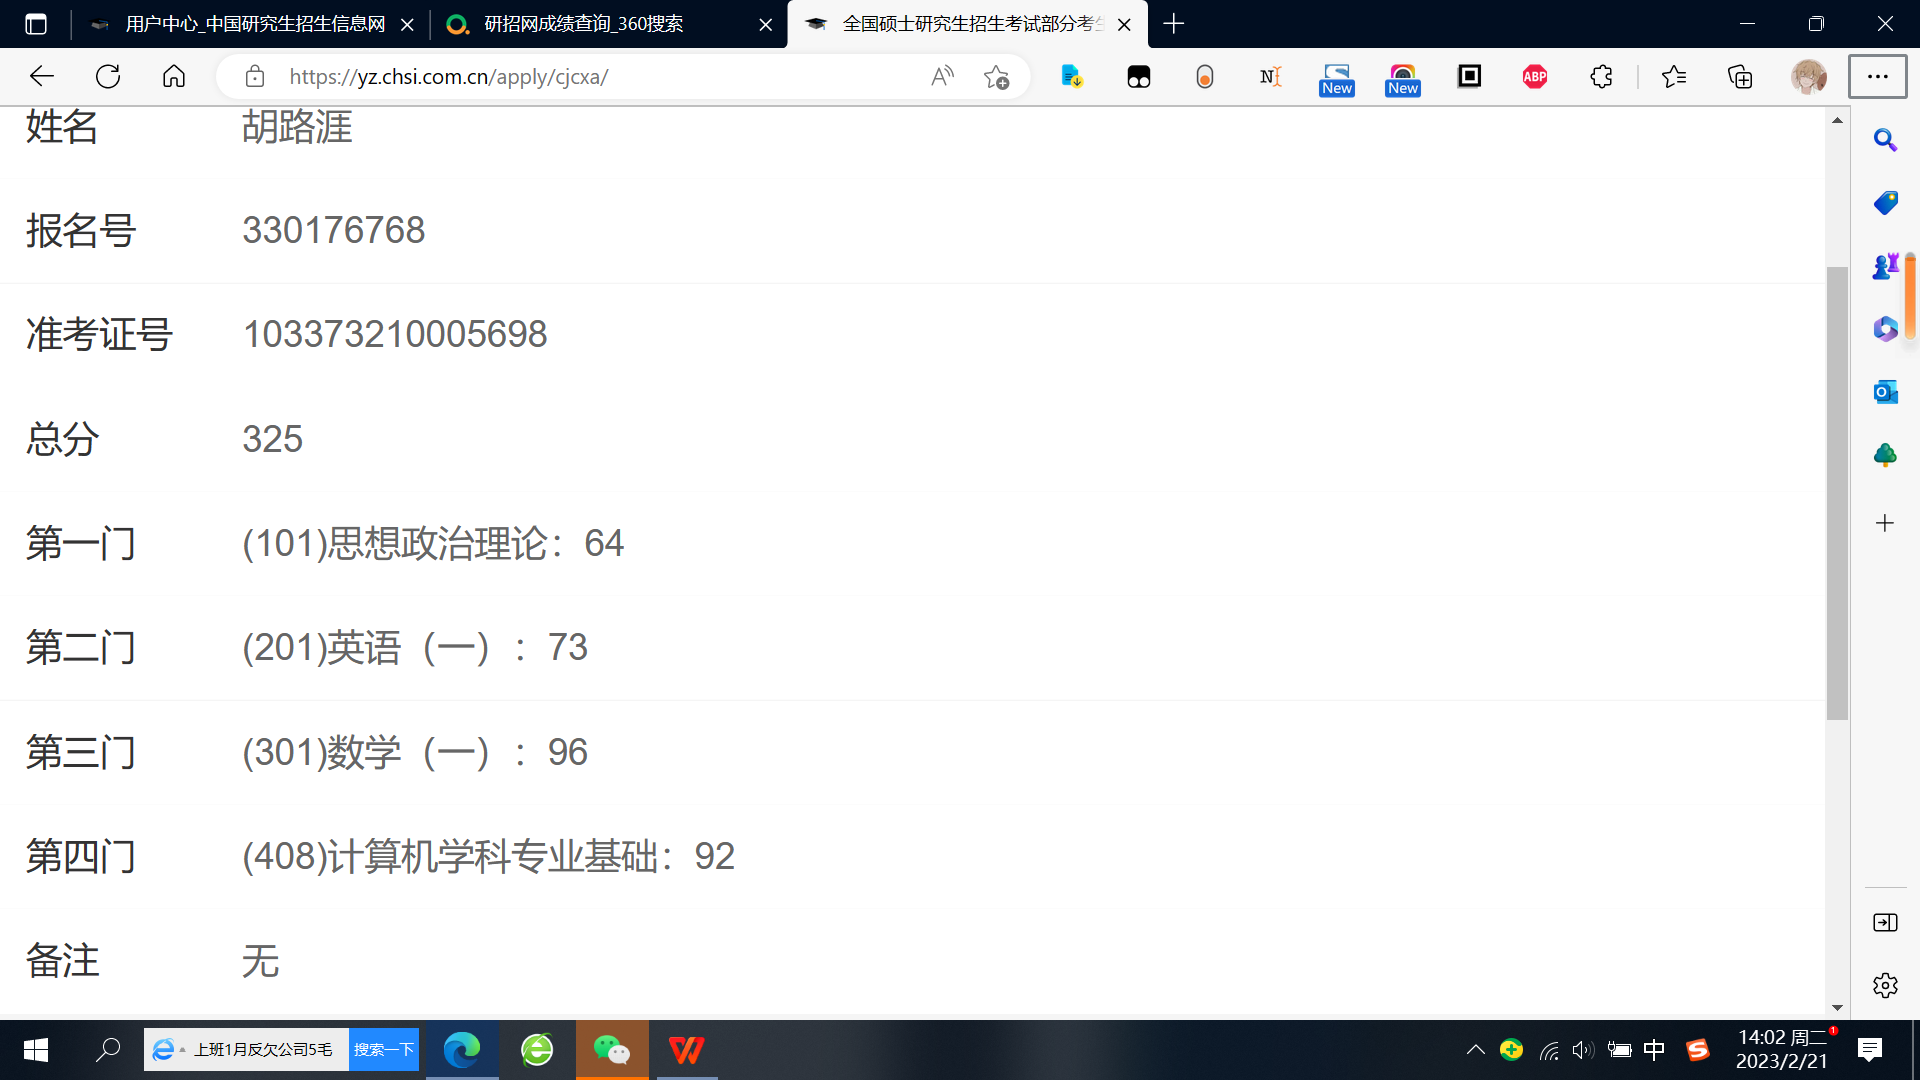 用户中心_中国研究生招生信息网
研招网成绩查询_360搜索
全国硕士研究生招生考试部分考生
https://yz.chsi.com.cn/apply/cjcxa/
New
New
ABP
姓名 胡路涯
报名号 330176768
准考证号 103373210005698
总分 325
第一门 (101)思想政治理论：64
第二门 (201)英语（一）：73
第三门 (301)数学（一）：96
第四门 (408)计算机学科专业基础：92
备注 无
上班1月反欠公司5毛 搜索一下
中
14:02 周二
1
2023/2/21